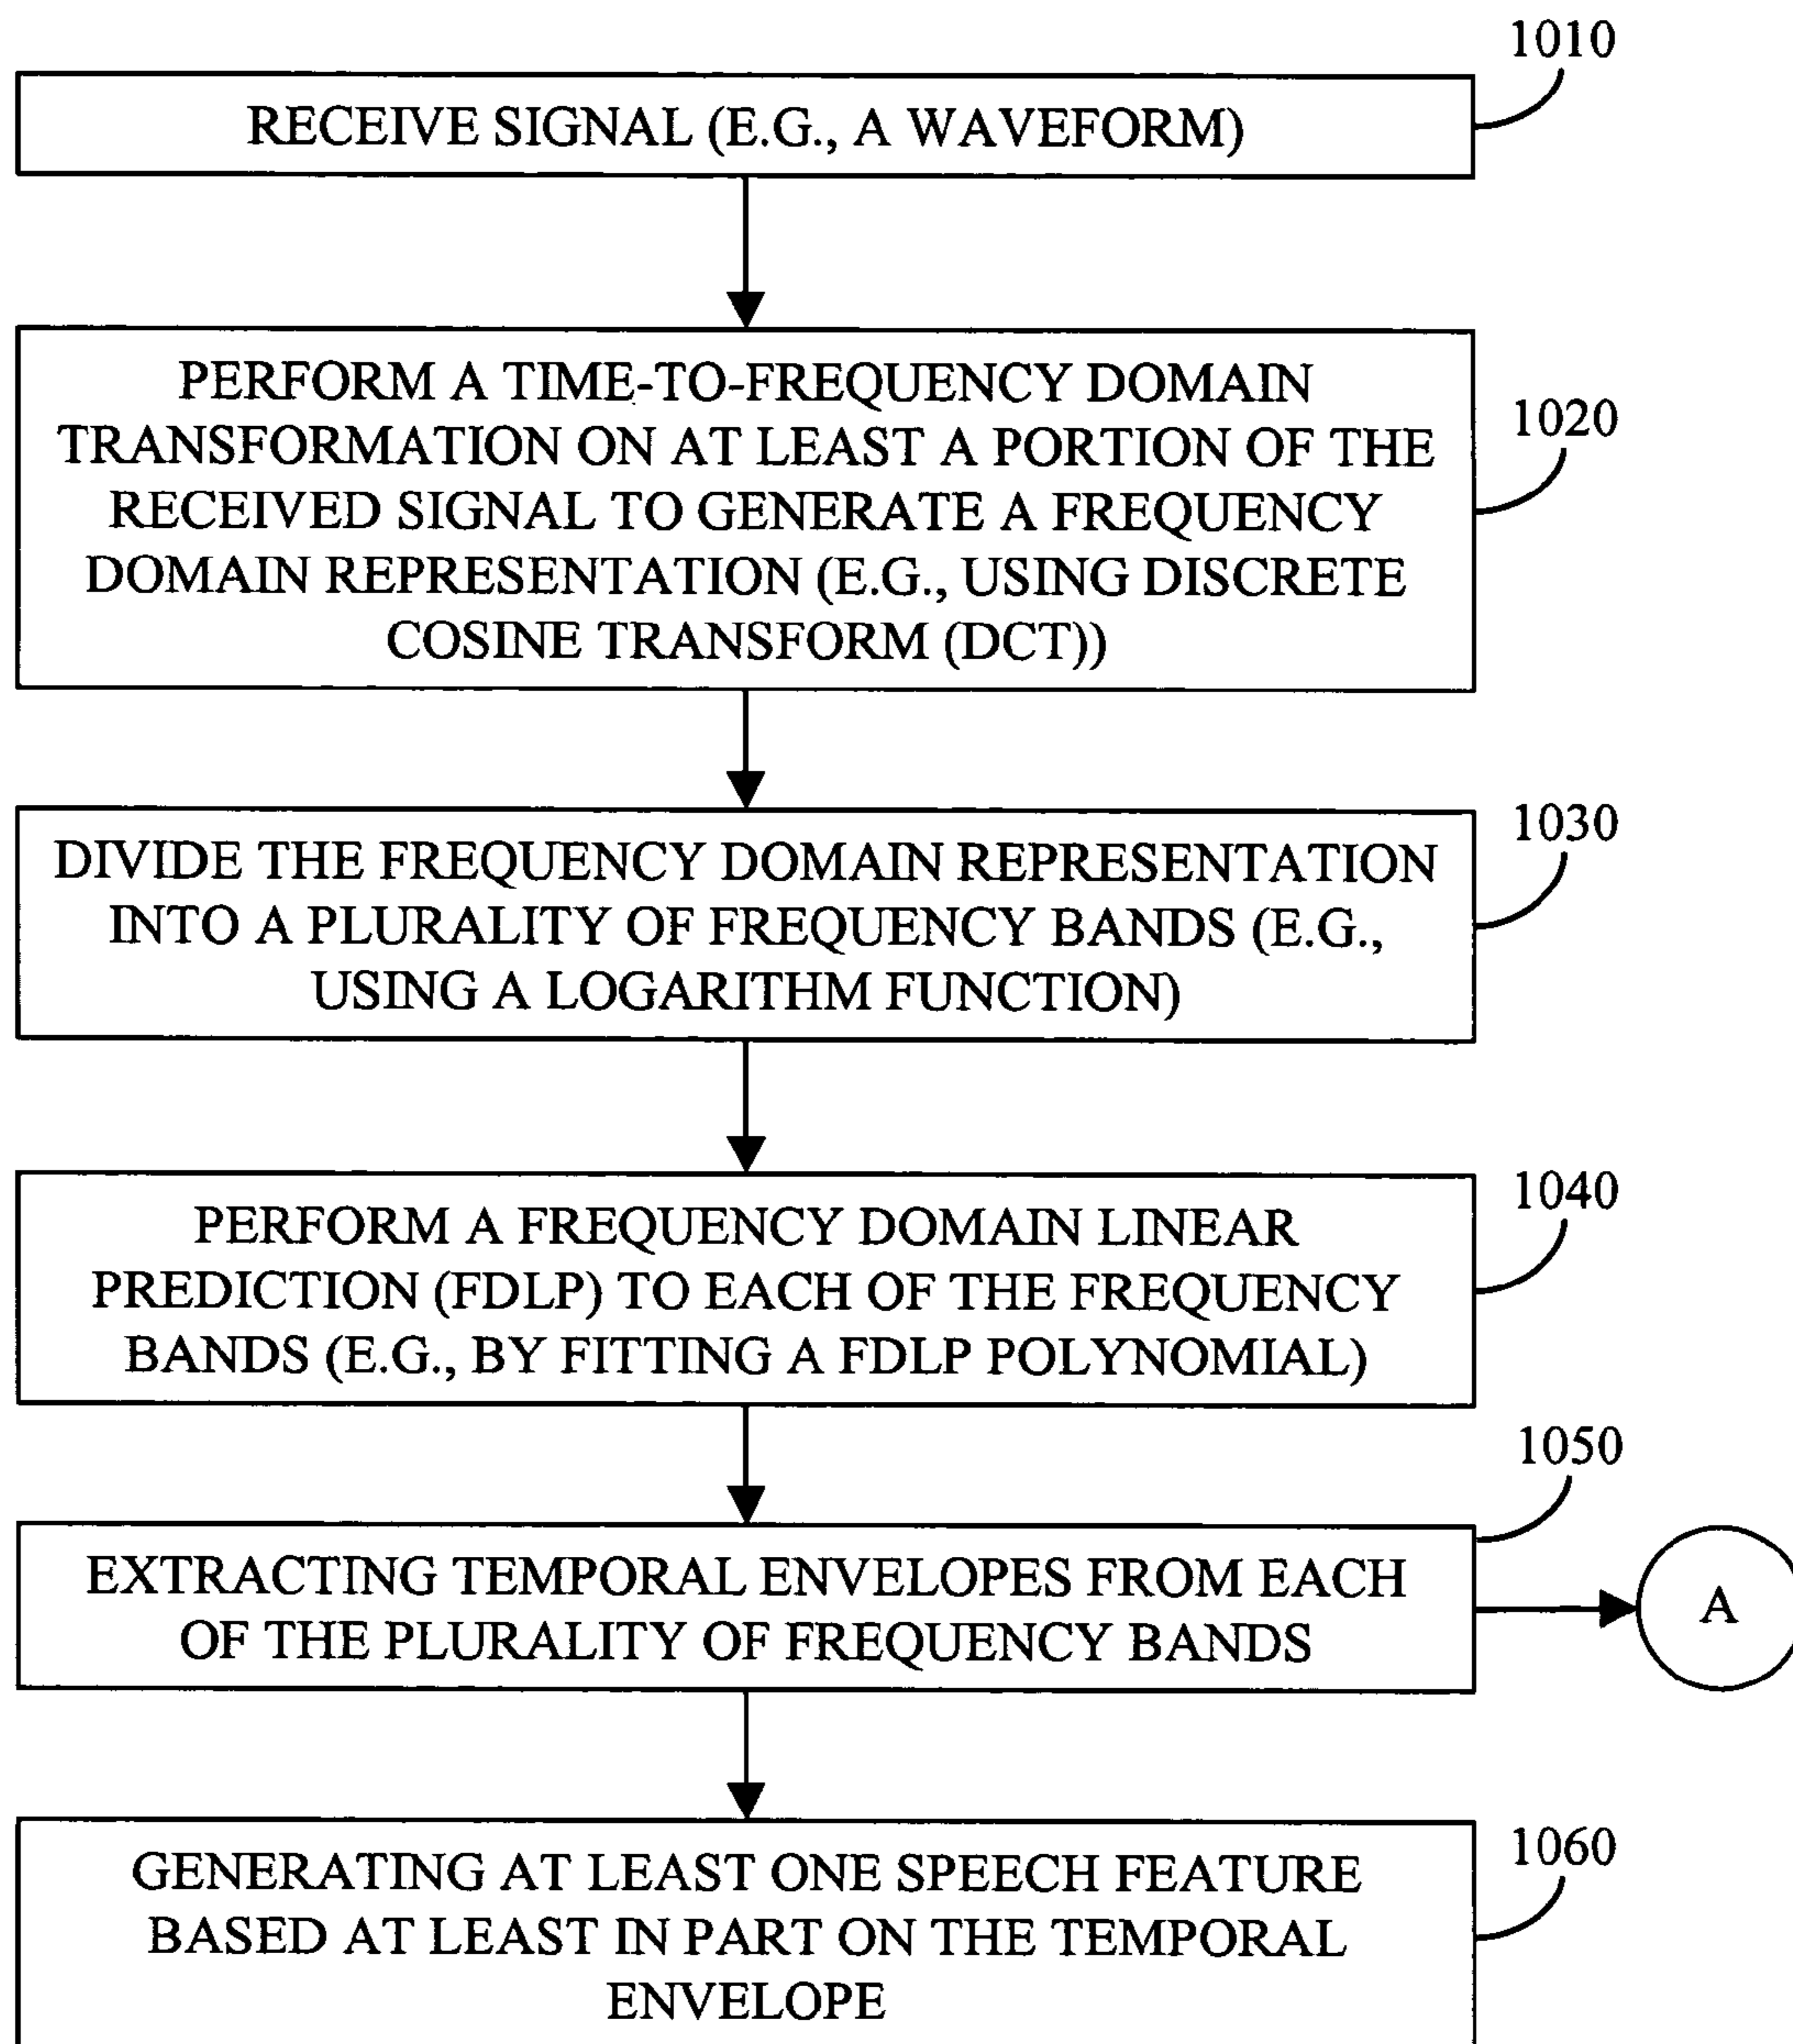 1010
RECEIVE SIGNAL (E.G., A WAVEFORM)
PERFORM A TIME-TO-FREQUENCY DOMAIN
TRANSFORMATION ON AT LEAST A PORTION OF THE
RECEIVED SIGNAL TO GENERATE A FREQUENCY
DOMAIN REPRESENTATION (E.G., USING DISCRETE
COSINE TRANSFORM (DCT))
1020
DIVIDE THE FREQUENCY DOMAIN REPRESENTATION
INTO A PLURALITY OF FREQUENCY BANDS (E.G.,
USING A LOGARITHM FUNCTION)
1030
PERFORM A FREQUENCY DOMAIN LINEAR
PREDICTION (FDLP) TO EACH OF THE FREQUENCY
BANDS (E.G., BY FITTING A FDLP POLYNOMIAL)
1040
1050
EXTRACTING TEMPORAL ENVELOPES FROM EACH
OF THE PLURALITY OF FREQUENCY BANDS
A
GENERATING AT LEAST ONE SPEECH FEATURE
BASED AT LEAST IN PART ON THE TEMPORAL
ENVELOPE
1060